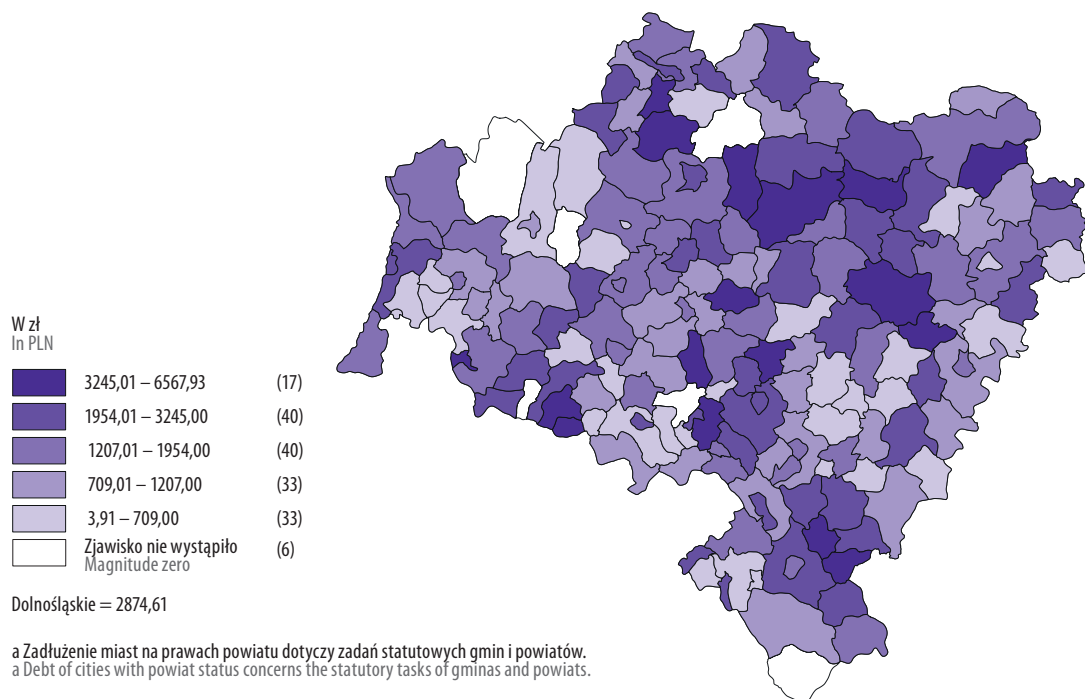 W zł
In PLN
3245,01 – 6567,93 (17)
1954,01 – 3245,00 (40)
1207,01 – 1954,00 (40)
709,01 – 1207,00 (33)
3,91 – 709,00 (33)
Zjawisko nie wystąpiło (6)
Magnitude zero
Dolnośląskie = 2874,61
a Zadłużenie miast na prawach powiatu dotyczy zadań statutowych gmin i powiatów.
a Debt of cities with powiat status concerns the statutory tasks of gminas and powiats.